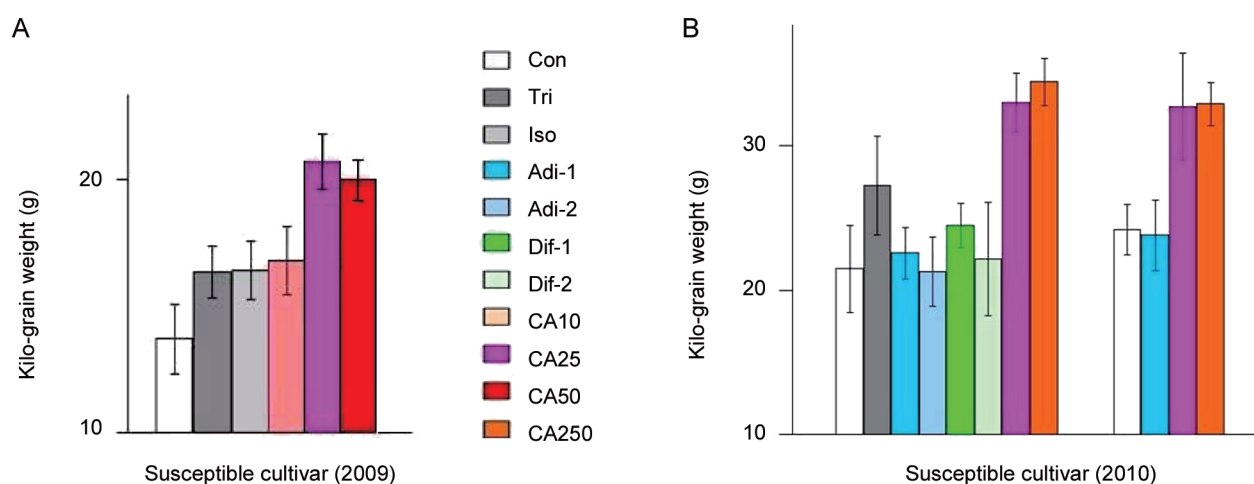 A
Kilo-grain weight (g)
20
10
Susceptible cultivar (2009)
Con
Tri
Iso
Adi-1
Adi-2
Dif-1
Dif-2
CA10
CA25
CA50
CA250
B
Kilo-grain weight (g)
30
20
10
Susceptible cultivar (2010)